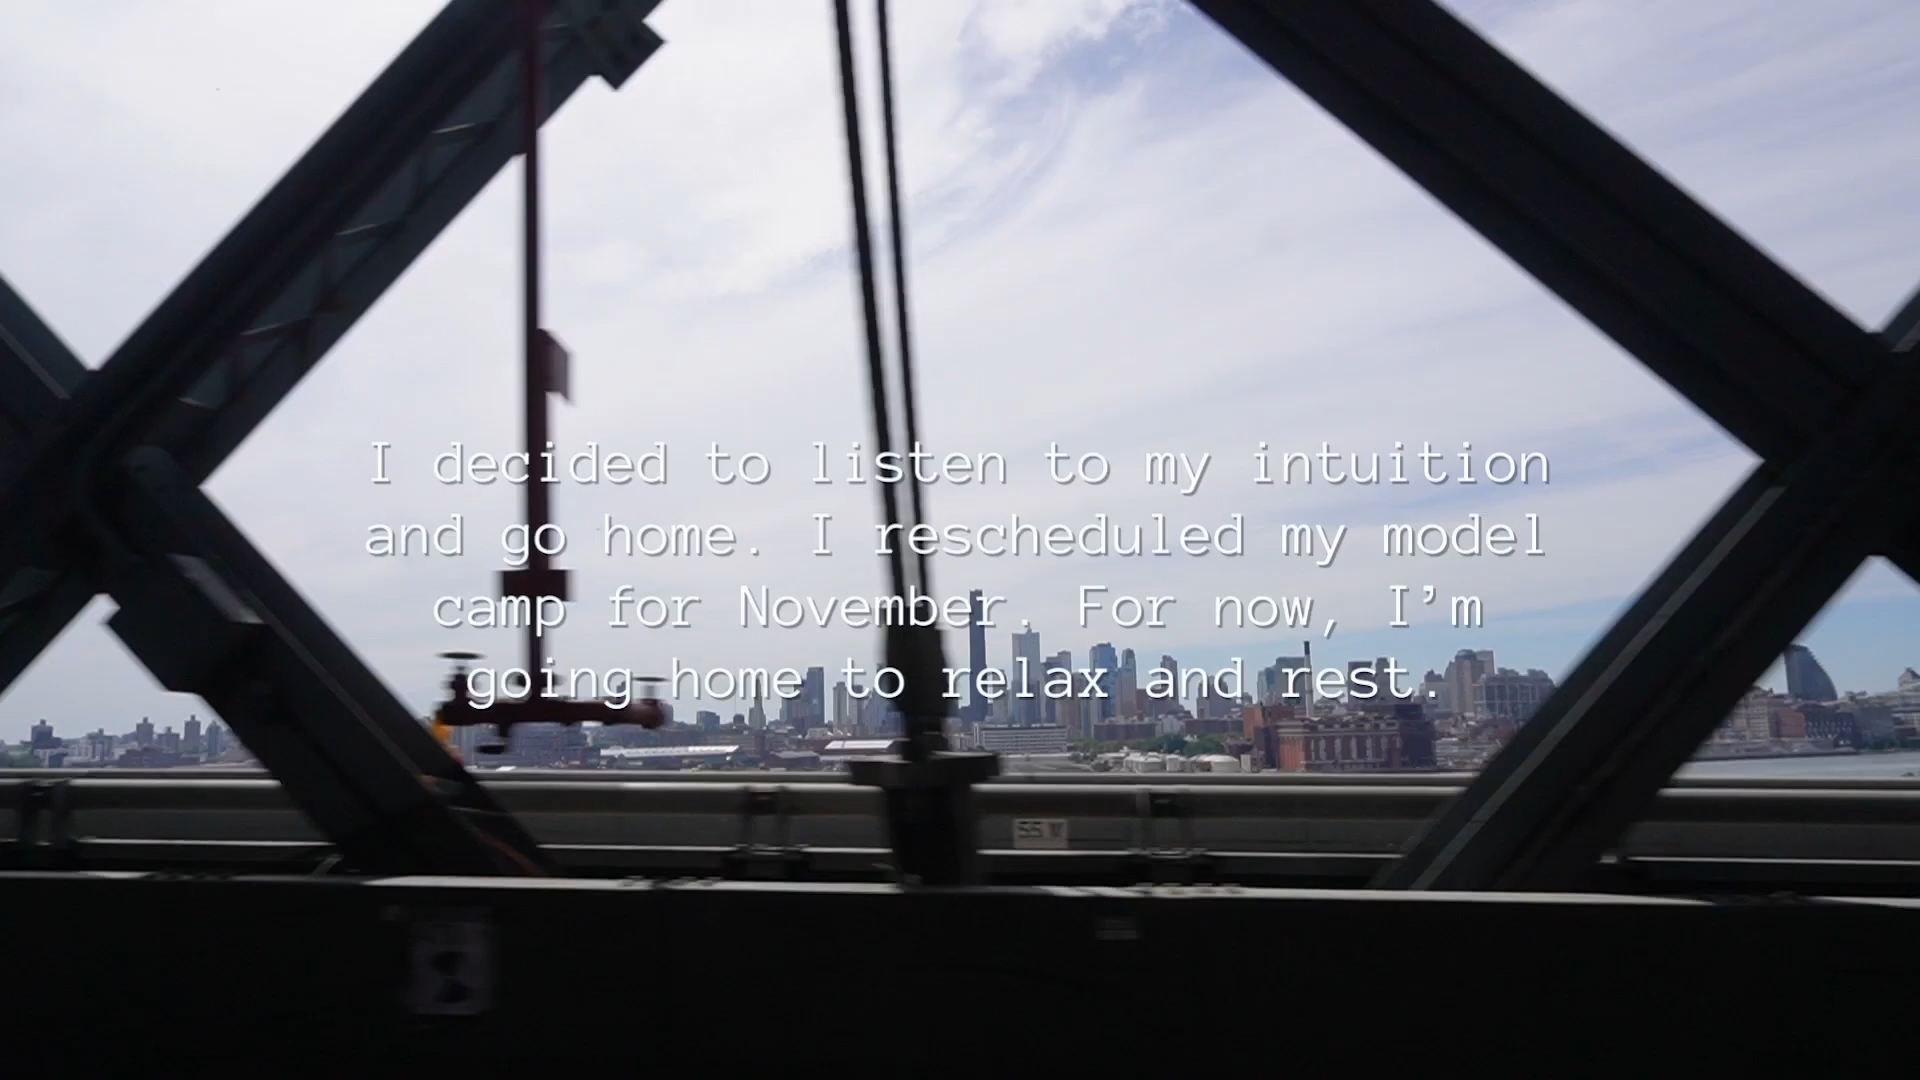 I decided to listen to my intuition
and go home. I rescheduled my model
camp for November. For now, I’m
going home to relax and rest.